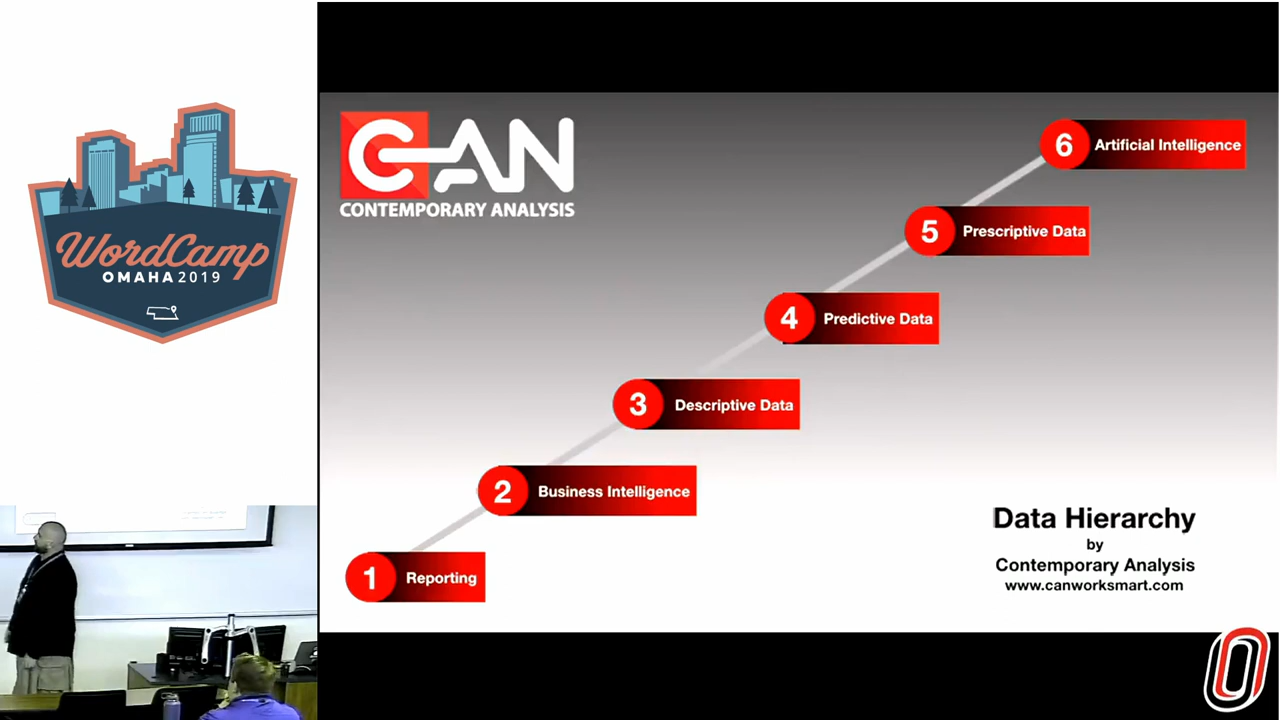 WordCamp
OMAHA 2019
CAN
CONTEMPORARY ANALYSIS
6 Artificial Intelligence
5 Prescriptive Data
4 Predictive Data
3 Descriptive Data
2 Business Intelligence
1 Reporting
Data Hierarchy
by
Contemporary Analysis
www.canworksmart.com
O